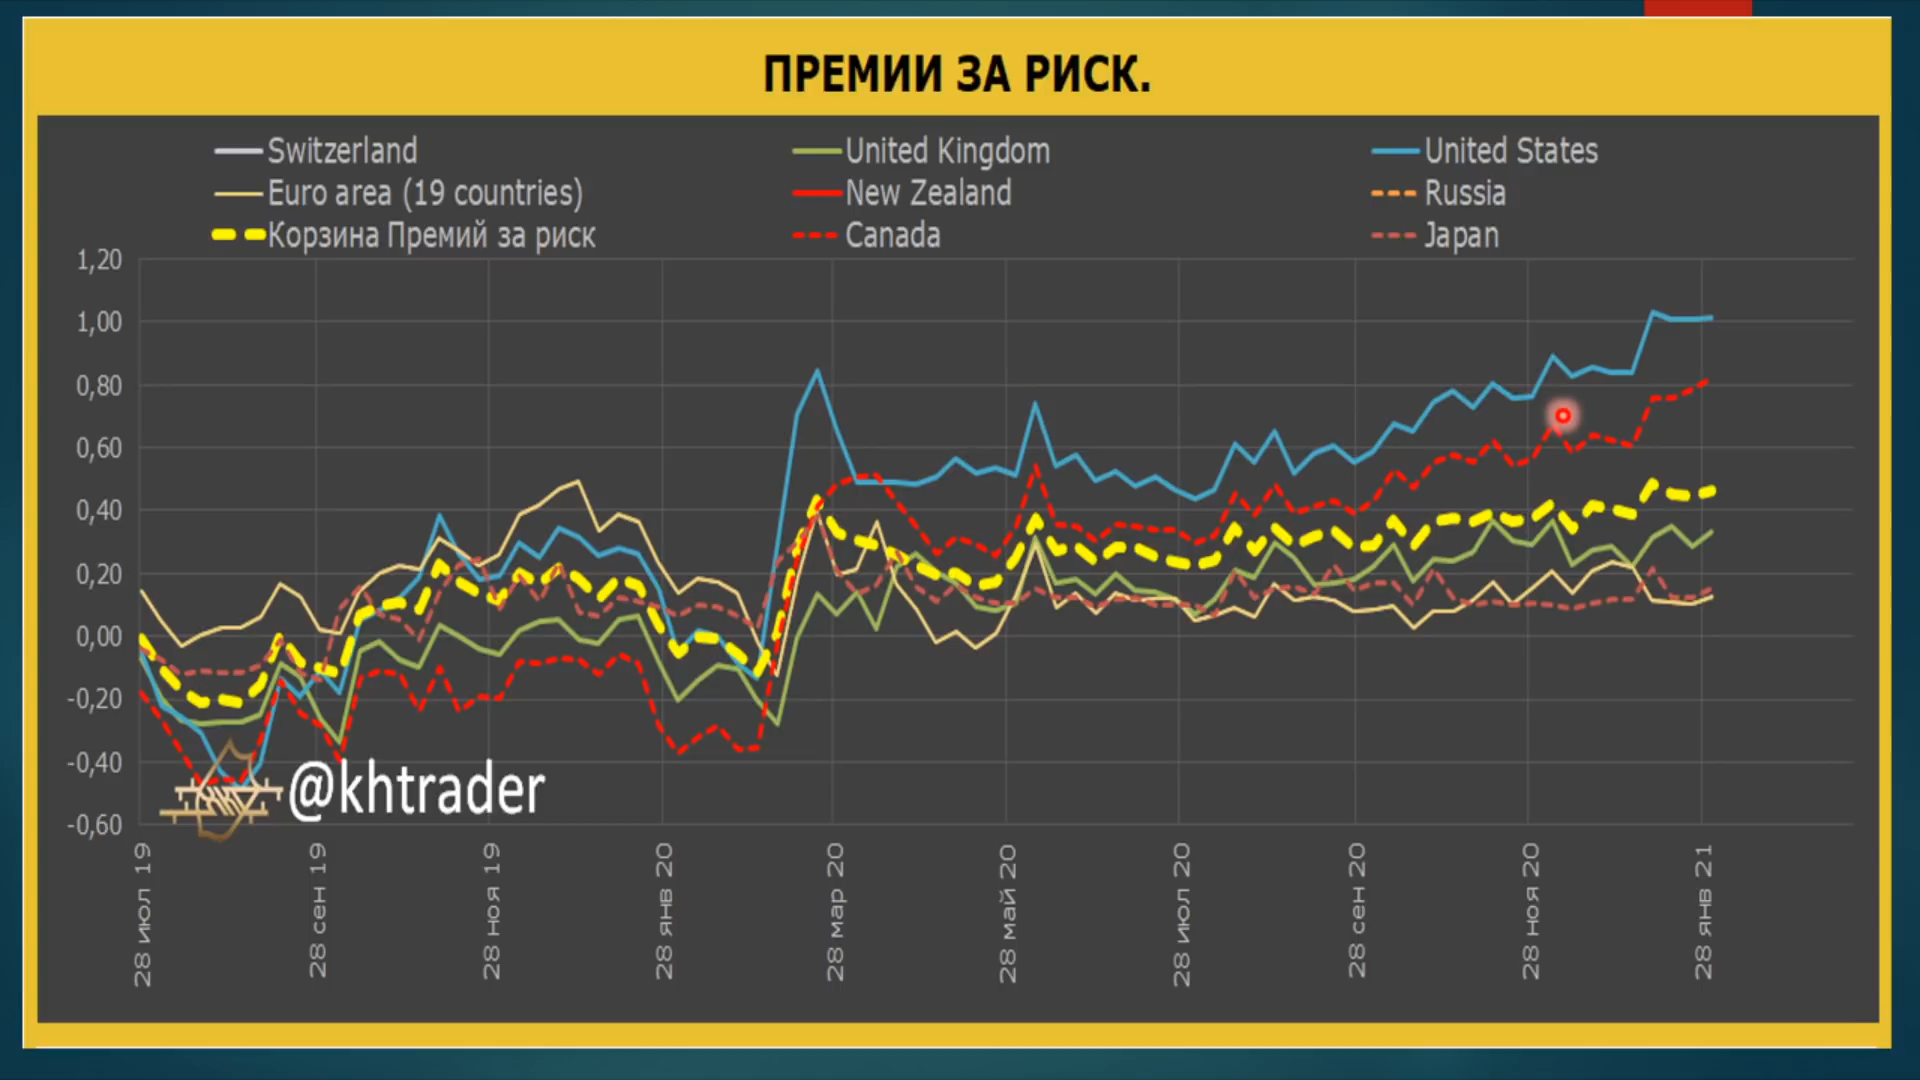 ПРЕМИИ ЗА РИСК.
Switzerland United Kingdom United States
Euro area (19 countries) New Zealand Russia
Корзина Премий за риск Canada Japan
1,20
1,00
0,80
0,60
0,40
0,20
0,00
-0,20
-0,40
-0,60
@khtrader
28 июл 19
28 сен 19
28 ноя 19
28 янв 20
28 мар 20
28 май 20
28 июл 20
28 сен 20
28 ноя 20
28 янв 21